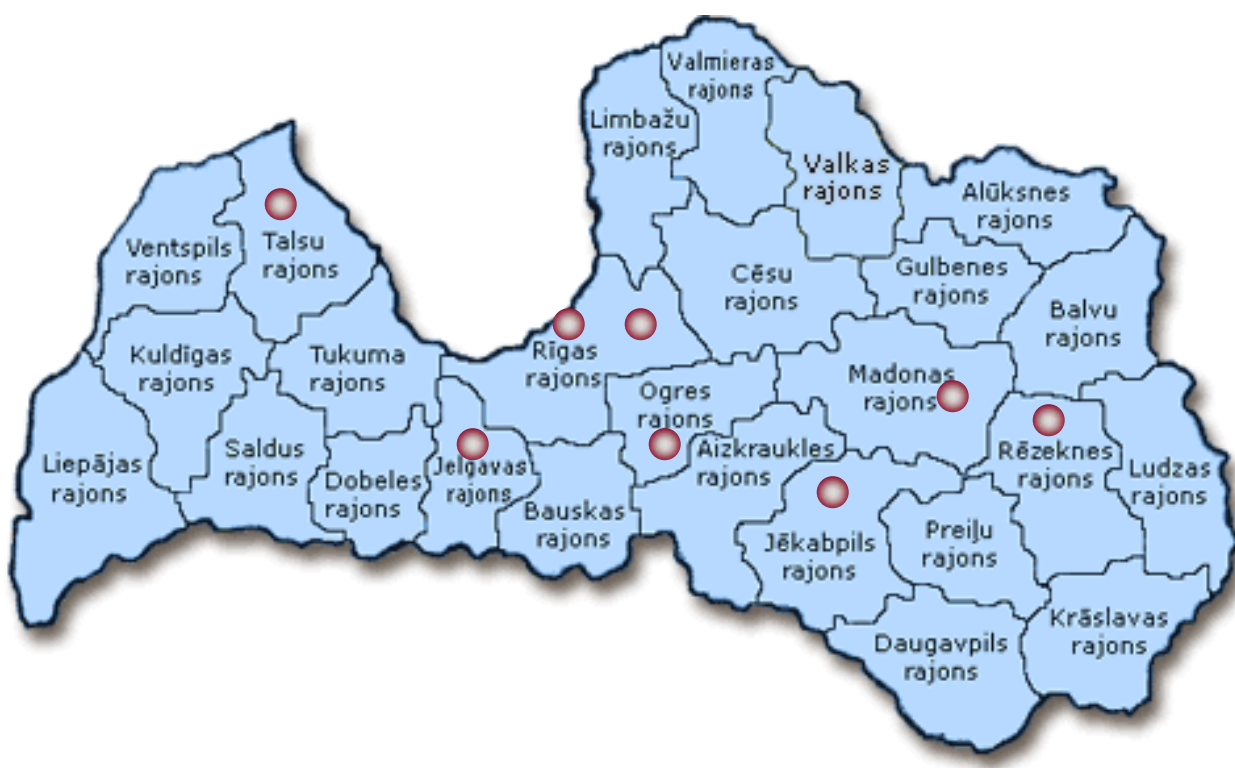 Valmieras
rajons
Limbažu
rajons
Valkas
rajons
Alūksnes
rajons
Ventspils
rajons
Talsu
rajons
Cēsu
rajons
Gulbenes
rajons
Balvu
rajons
Kuldīgas
rajons
Tukuma
rajons
Rīgas
rajons
Ogres
rajons
Madonas
rajons
Liepājas
rajons
Saldus
rajons
Dobeles
rajons
Jelgavas
rajons
Bauskas
rajons
Aizkraukles
rajons
Jēkabpils
rajons
Preiļu
rajons
Rēzeknes
rajons
Ludzas
rajons
Daugavpils
rajons
Krāslavas
rajons